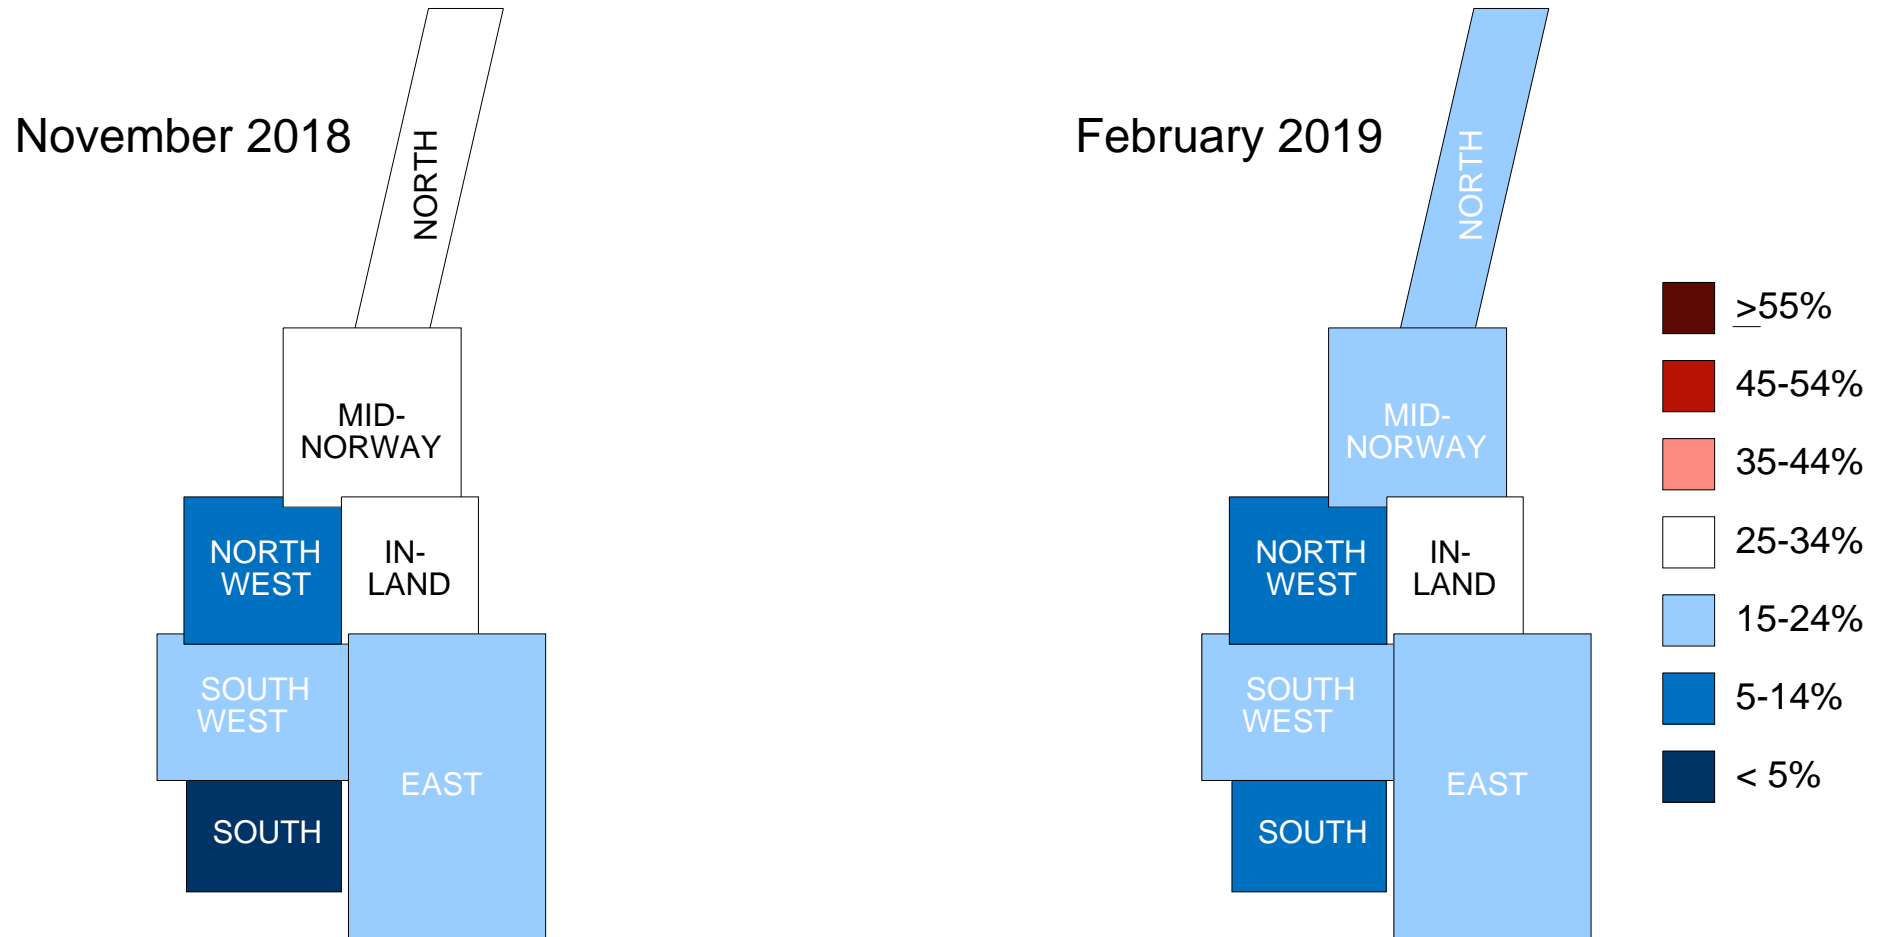 November 2018
NORTH
MID-
NORWAY
NORTH
WEST
IN-
LAND
SOUTH
WEST
EAST
SOUTH
February 2019
NORTH
MID-
NORWAY
NORTH
WEST
IN-
LAND
SOUTH
WEST
EAST
SOUTH
>55%
45-54%
35-44%
25-34%
15-24%
5-14%
< 5%